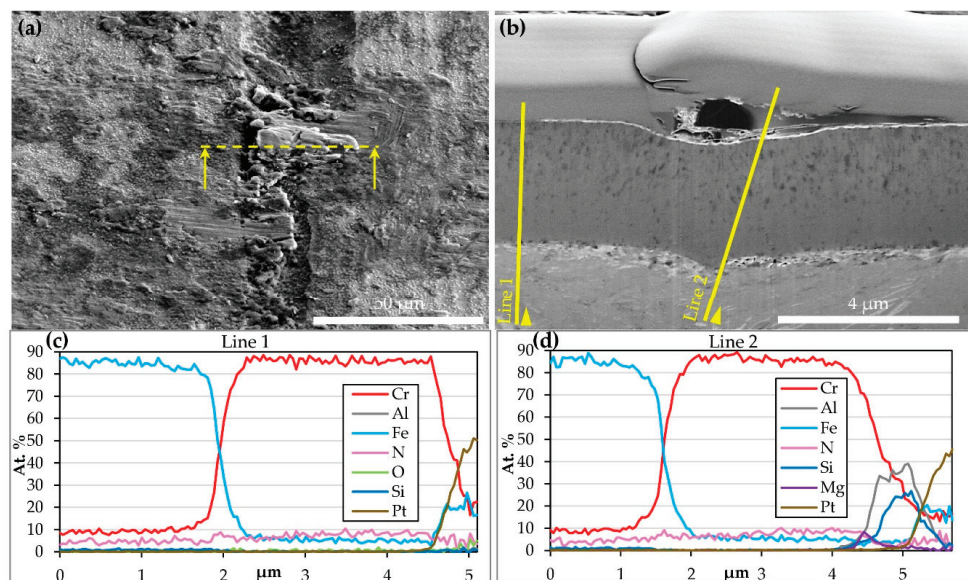 (a)
50 µm
(b)
Line 1
Line 2
4 µm
(c)
Line 1
At. %
90
80
70
60
50
40
30
20
10
0
Cr
Al
Fe
N
O
Si
Pt
0
1
2
3
4
5
µm
(d)
Line 2
At. %
90
80
70
60
50
40
30
20
10
0
Cr
Al
Fe
N
Si
Mg
Pt
0
1
2
3
4
5
µm